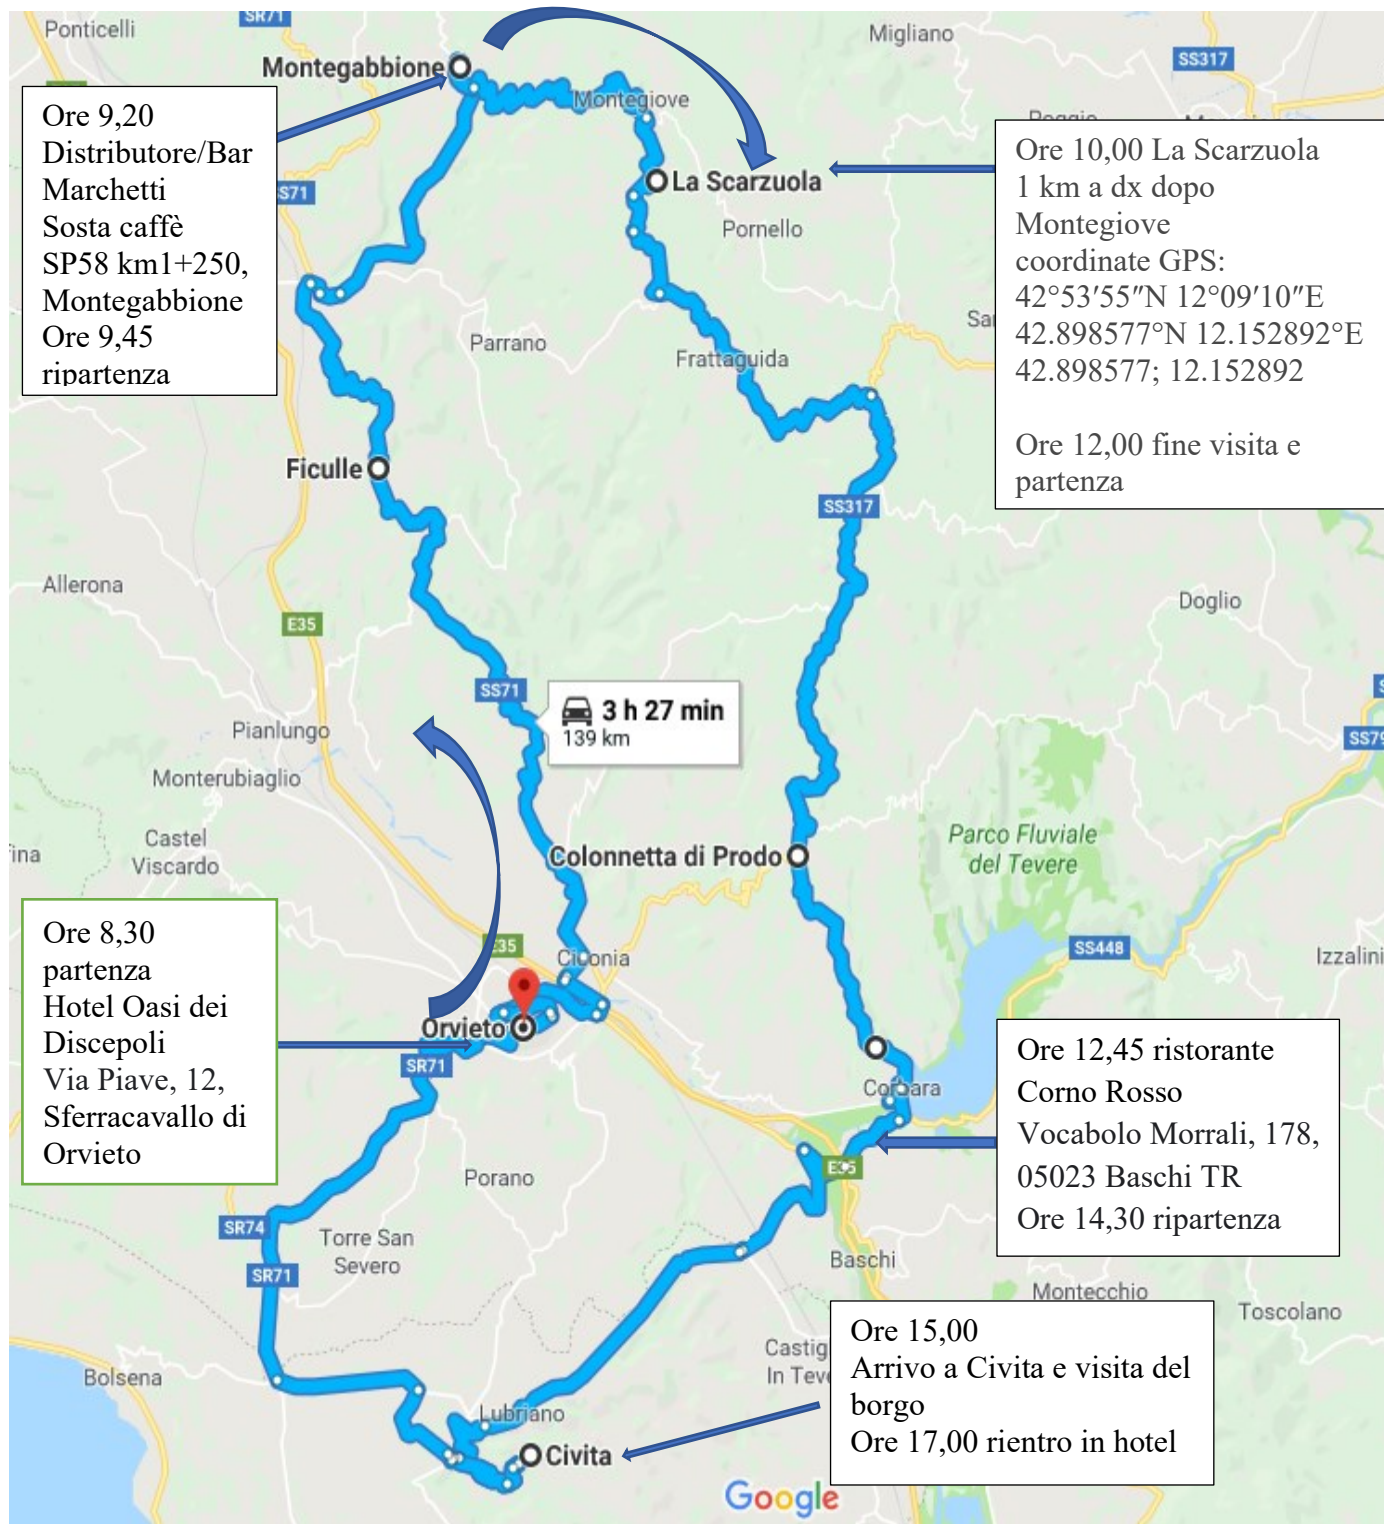 SR71
Ponticelli
Migliano
SS317
Montegabbione
Montegiove
Ore 9,20
Distributore/Bar
Marchetti
Sosta caffè
SP58 km1+250,
Montegabbione
Ore 9,45
ripartenza
Ore 10,00 La Scarzuola
1 km a dx dopo
Montegiove
coordinate GPS:
42°53′55″N 12°09′10″E
42.898577°N 12.152892°E
42.898577; 12.152892
Ore 12,00 fine visita e
partenza
La Scarzuola
Pornello
Parrano
Frattaguida
Ficulle
SS317
Allerona
Doglio
E35
SS71
3 h 27 min
139 km
Pianlungo
Monterubiaglio
Castel
Viscardo
Colonnetta di Prodo
Parco Fluviale
del Tevere
Ore 8,30
partenza
Hotel Oasi dei
Discepoli
Via Piave, 12,
Sferracavallo di
Orvieto
E35
Ciconia
SS448
Izzalini
Orvieto
SR71
Corbara
Ore 12,45 ristorante
Corno Rosso
Vocabolo Morrali, 178,
05023 Baschi TR
Ore 14,30 ripartenza
E35
Porano
SR74
Torre San
Severo
SR71
Baschi
Montecchio
Toscolano
Bolsena
Ore 15,00
Arrivo a Civita e visita del
borgo
Ore 17,00 rientro in hotel
Lubriano
Civita
Google